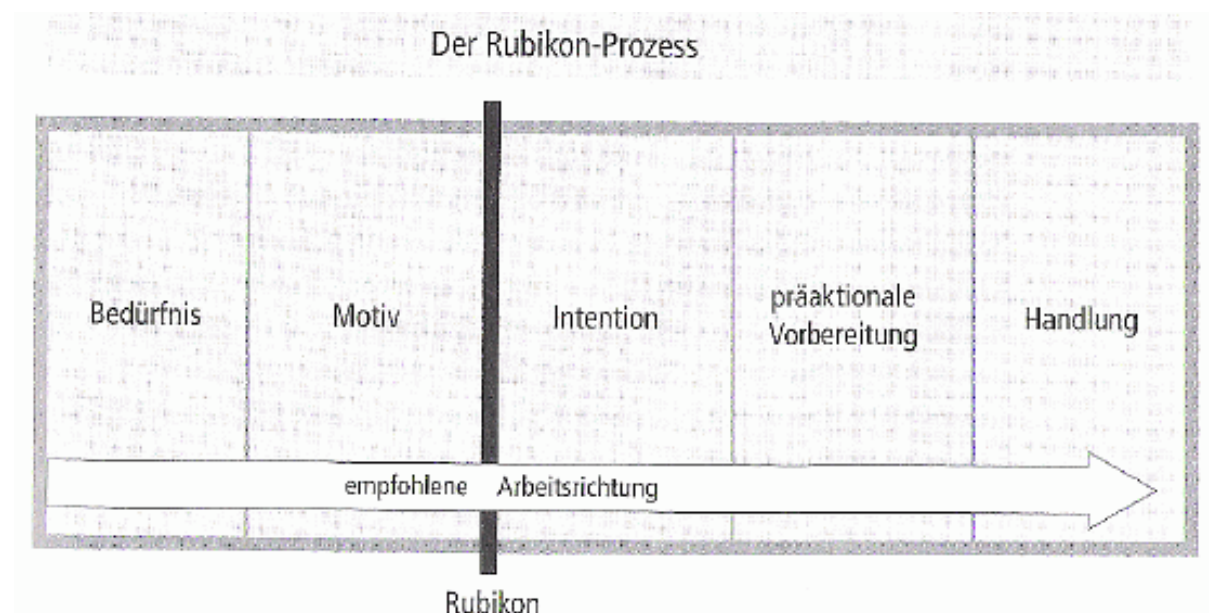 Der Rubikon-Prozess
Bedürfnis
Motiv
Intention
präaktionale
Vorbereitung
Handlung
empfohlene Arbeitsrichtung
Rubikon